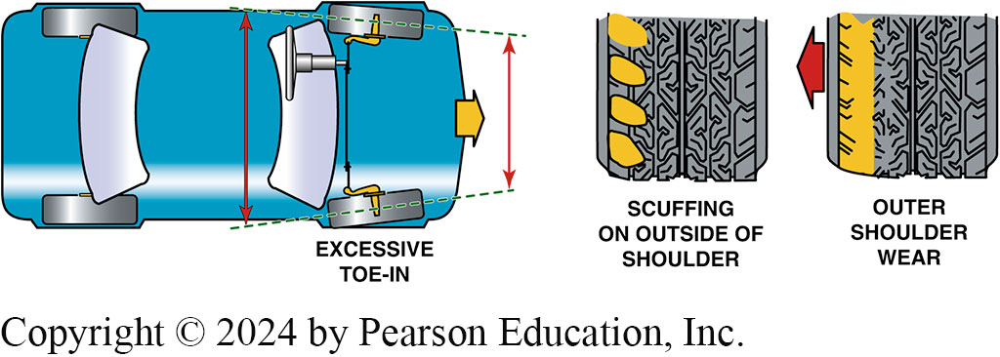 EXCESSIVE
TOE-IN
SCUFFING
ON OUTSIDE OF
SHOULDER
OUTER
SHOULDER
WEAR
Copyright © 2024 by Pearson Education, Inc.